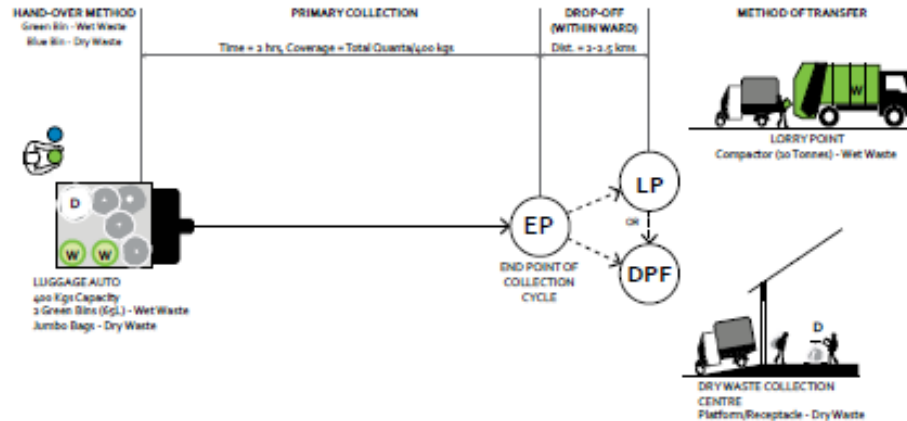 HAND-OVER METHOD
Green Bin - Wet Waste
Blue Bin - Dry Waste
PRIMARY COLLECTION
Time = 2 hrs, Coverage = Total Quanta/400 kgs
DROP-OFF
(WITHIN WARD)
Dist. = 2-2.5 kms
METHOD OF TRANSFER
W
LORRY POINT
Compactor (10 Tonnes) - Wet Waste
D
W W
LUGGAGE AUTO
400 Kgs Capacity
2 Green Bins (65L) - Wet Waste
Jumbo Bags - Dry Waste
EP
END POINT OF
COLLECTION
CYCLE
LP
OR
DPF
D
DRY WASTE COLLECTION
CENTRE
Platform/Receptacle - Dry Waste